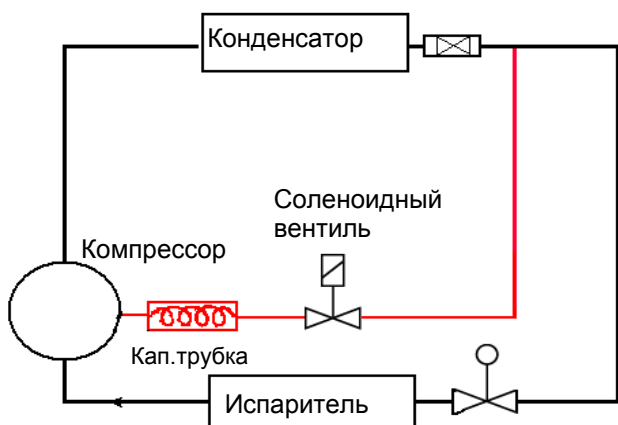 Конденсатор
Соленоидный
вентиль
Компрессор
Кап.трубка
Испаритель